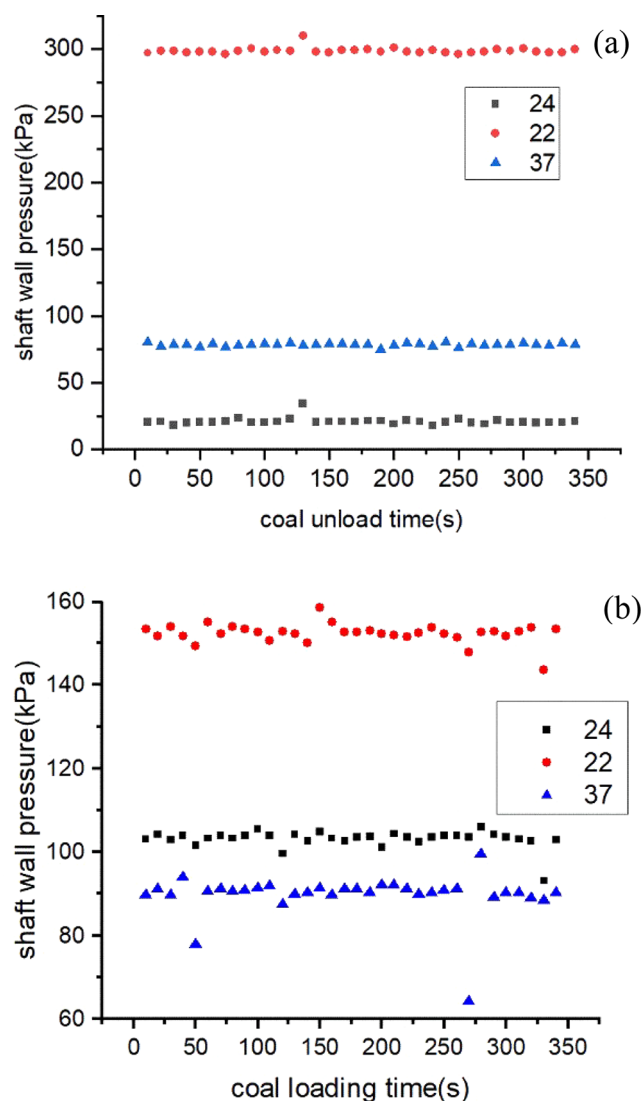 (a)
300
250
200
150
100
50
0
shaft wall pressure(kPa)
24
22
37
0 50 100 150 200 250 300 350
coal unload time(s)
(b)
160
140
120
100
80
60
shaft wall pressure(kPa)
24
22
37
0 50 100 150 200 250 300 350
coal loading time(s)